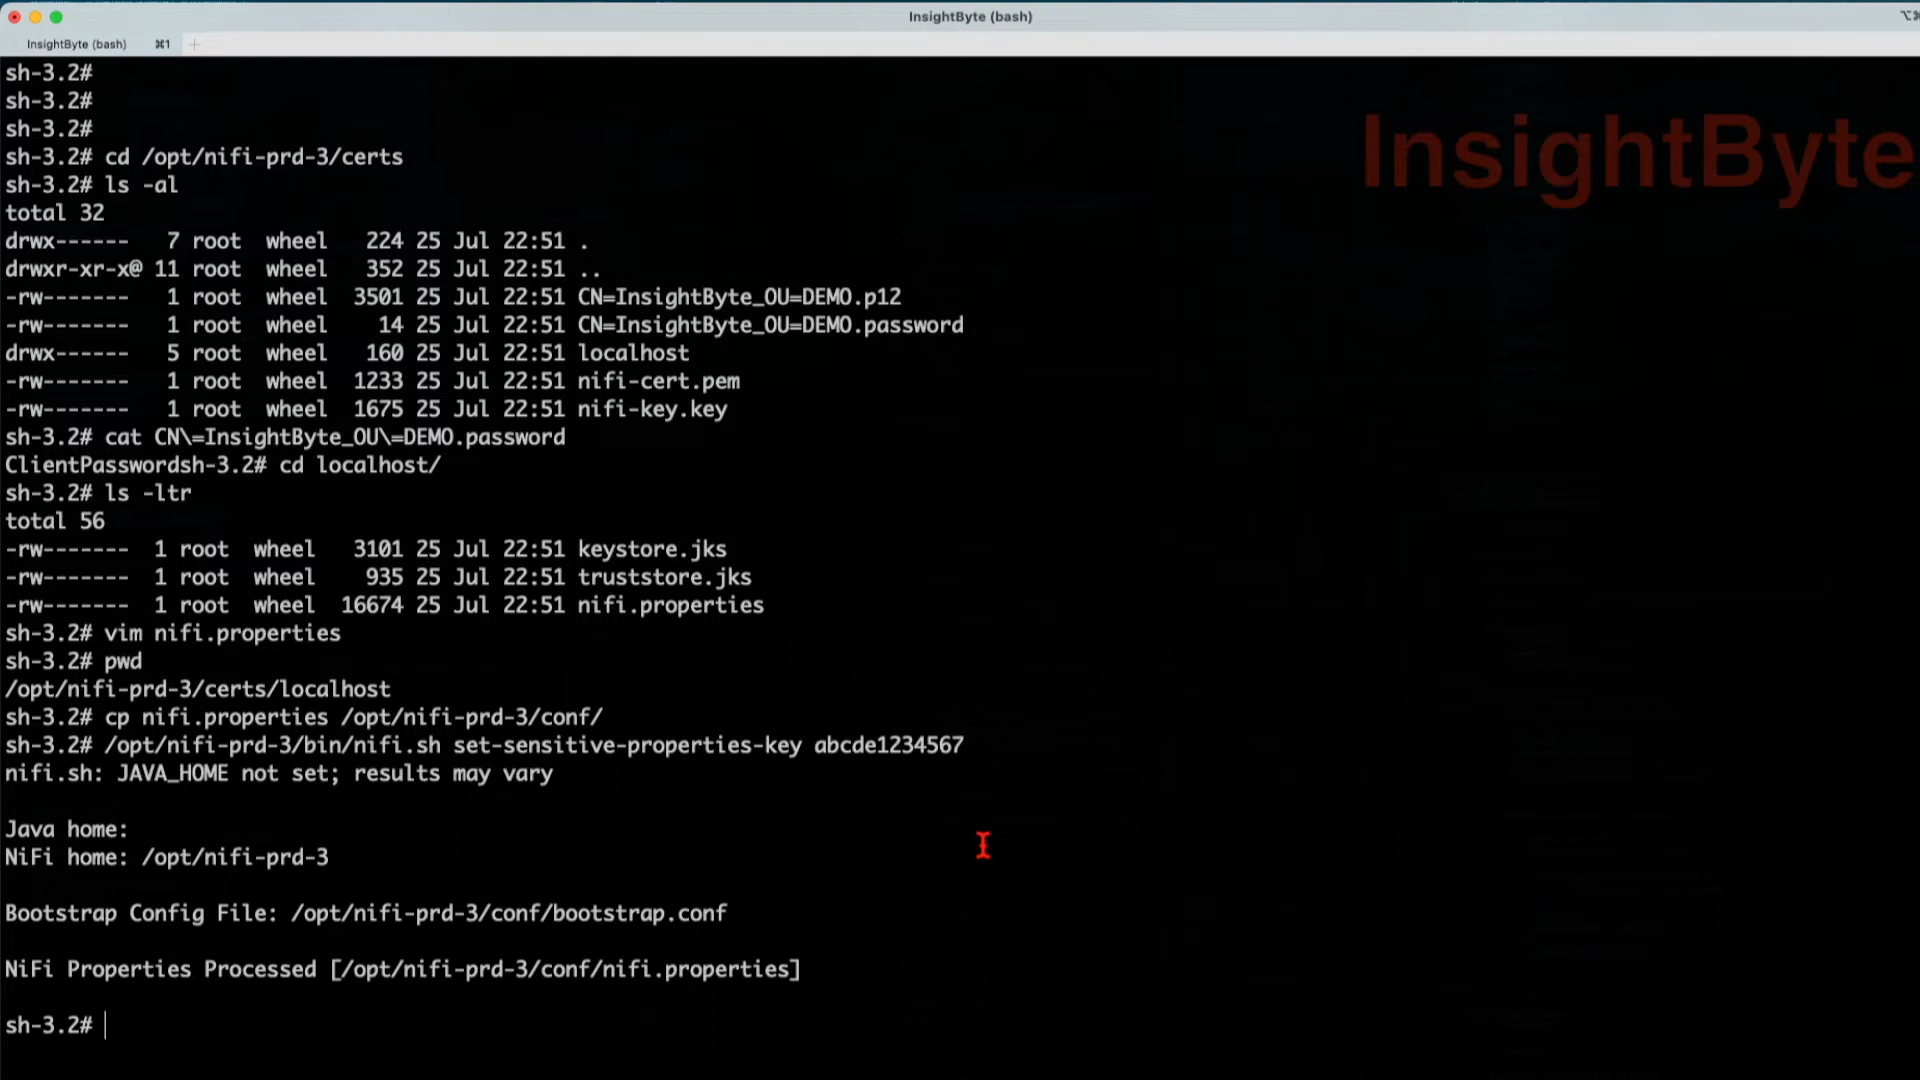 InsightByte (bash)
InsightByte (bash) ⌘1 +
sh-3.2#
sh-3.2#
sh-3.2#
sh-3.2# cd /opt/nifi-prd-3/certs
sh-3.2# ls -al
total 32
drwx------   7 root  wheel   224 25 Jul 22:51 .
drwxr-xr-x@ 11 root  wheel   352 25 Jul 22:51 ..
-rw-------   1 root  wheel  3501 25 Jul 22:51 CN=InsightByte_OU=DEMO.p12
-rw-------   1 root  wheel    14 25 Jul 22:51 CN=InsightByte_OU=DEMO.password
drwx------   5 root  wheel   160 25 Jul 22:51 localhost
-rw-------   1 root  wheel  1233 25 Jul 22:51 nifi-cert.pem
-rw-------   1 root  wheel  1675 25 Jul 22:51 nifi-key.key
sh-3.2# cat CN\=InsightByte_OU\=DEMO.password
ClientPasswordsh-3.2# cd localhost/
sh-3.2# ls -ltr
total 56
-rw-------  1 root  wheel   3101 25 Jul 22:51 keystore.jks
-rw-------  1 root  wheel    935 25 Jul 22:51 truststore.jks
-rw-------  1 root  wheel  16674 25 Jul 22:51 nifi.properties
sh-3.2# vim nifi.properties
sh-3.2# pwd
/opt/nifi-prd-3/certs/localhost
sh-3.2# cp nifi.properties /opt/nifi-prd-3/conf/
sh-3.2# /opt/nifi-prd-3/bin/nifi.sh set-sensitive-properties-key abcde1234567
nifi.sh: JAVA_HOME not set; results may vary
Java home:
NiFi home: /opt/nifi-prd-3
Bootstrap Config File: /opt/nifi-prd-3/conf/bootstrap.conf
NiFi Properties Processed [/opt/nifi-prd-3/conf/nifi.properties]
sh-3.2#
InsightByte